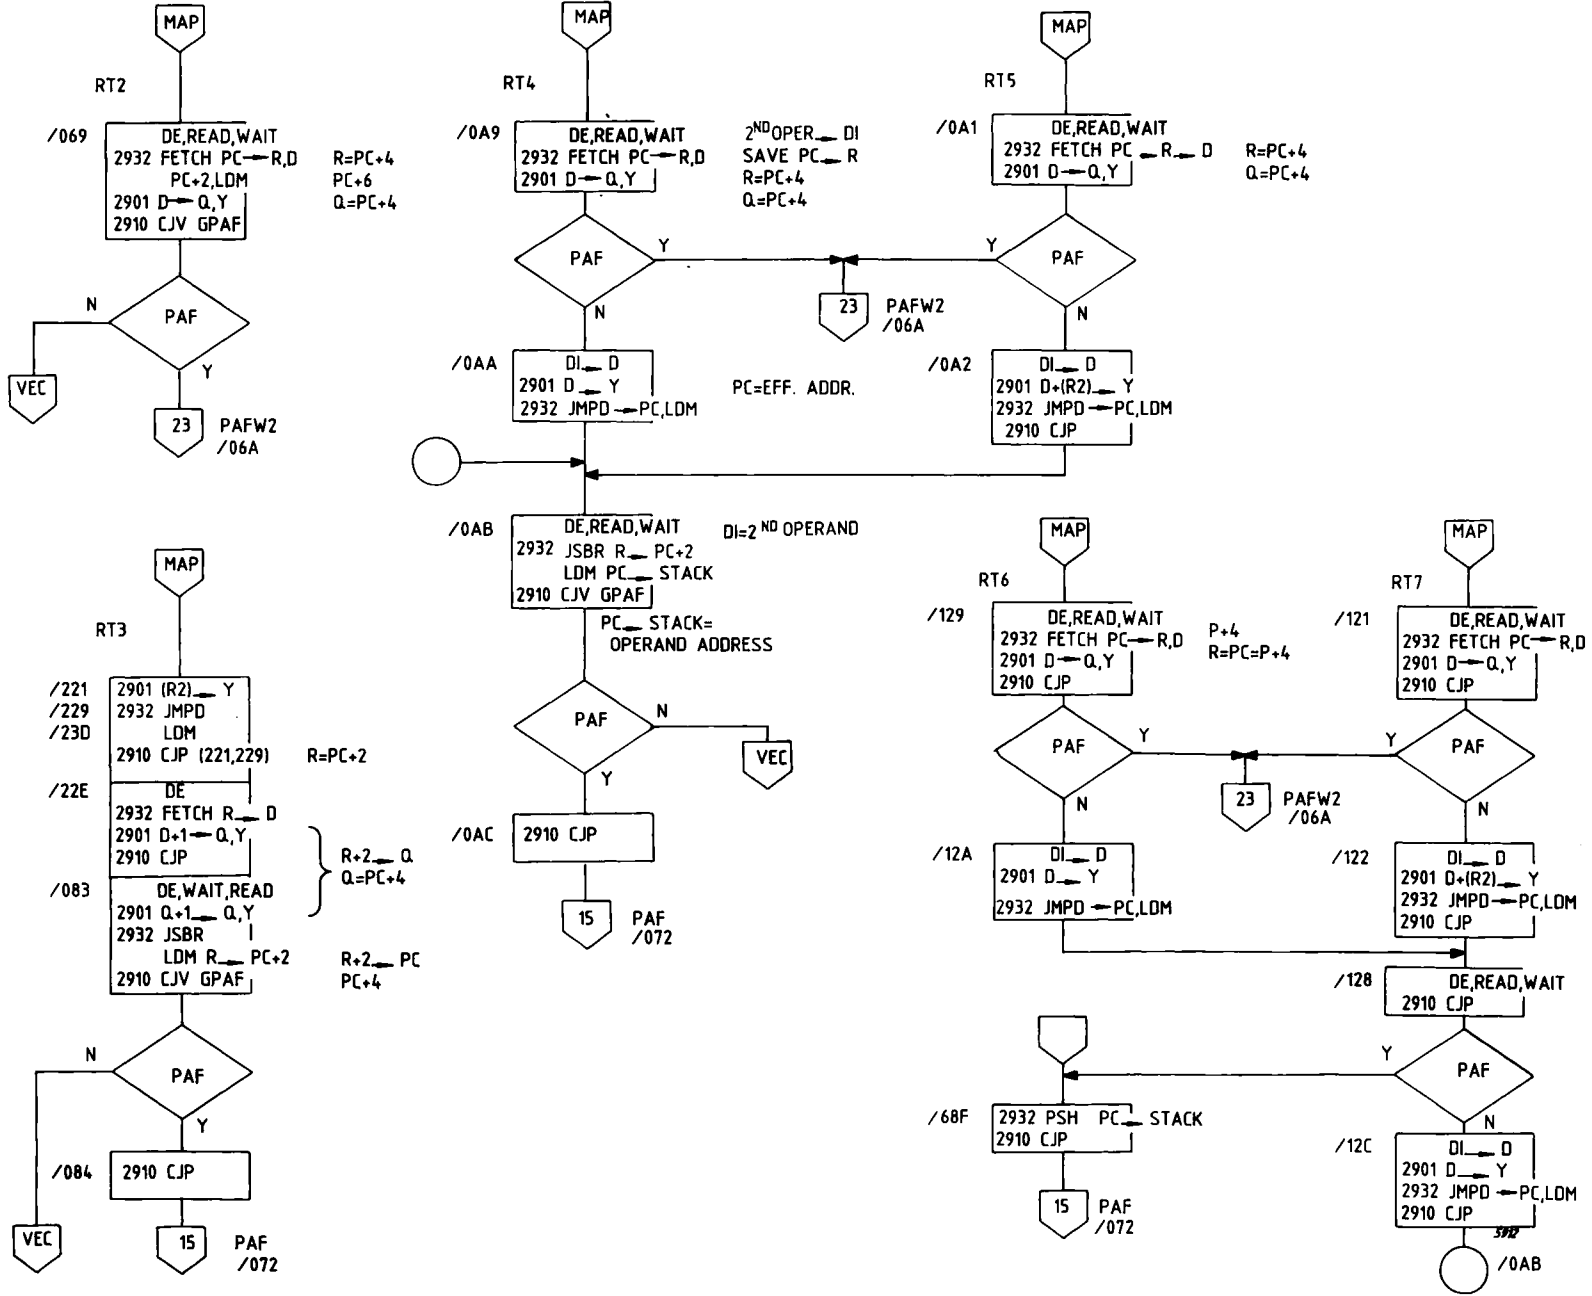 MAP
RT2
/069
DE,READ,WAIT
2932 FETCH PC→R,D
PC+2,LDM
2901 D→Q,Y
2910 CJV GPAF
R=PC+4
PC+6
Q=PC+4
PAF
N
Y
VEC
23
PAFW2
/06A
MAP
RT4
/0A9
DE,READ,WAIT
2932 FETCH PC→R,D
2901 D→Q,Y
2ND OPER→DI
SAVE PC→R
R=PC+4
Q=PC+4
PAF
Y
N
/0AA
DI→D
2901 D→Y
2932 JMPD→PC,LDM
PC=EFF. ADDR.
MAP
RT5
/0A1
DE,READ,WAIT
2932 FETCH PC→R→D
2901 D→Q,Y
R=PC+4
Q=PC+4
PAF
Y
N
23
PAFW2
/06A
/0A2
DI→D
2901 D+(R2)→Y
2932 JMPD→PC,LDM
2910 CJP
/0AB
DE,READ,WAIT
2932 JSBR R→PC+2
LDM PC→STACK
2910 CJV GPAF
DI=2ND OPERAND
PC→STACK=
OPERAND ADDRESS
PAF
N
Y
VEC
/0AC
2910 CJP
15
PAF
/072
MAP
RT3
/221
/229
/23D
2901 (R2)→Y
2932 JMPD
LDM
2910 CJP (221,229)
R=PC+2
/22E
DE
2932 FETCH R→D
2901 D+1→Q,Y
2910 CJP
R+2→Q
Q=PC+4
/083
DE,WAIT,READ
2901 Q+1→Q,Y
2932 JSBR
LDM R→PC+2
2910 CJV GPAF
R+2→PC
PC+4
PAF
N
Y
/084
2910 CJP
VEC
15
PAF
/072
MAP
RT6
/129
DE,READ,WAIT
2932 FETCH PC→R,D
2901 D→Q,Y
2910 CJP
P+4
R=PC=P+4
PAF
Y
N
/12A
DI→D
2901 D→Y
2932 JMPD→PC,LDM
MAP
RT7
/121
DE,READ,WAIT
2932 FETCH PC→R,D
2901 D→Q,Y
2910 CJP
PAF
Y
N
23
PAFW2
/06A
/122
DI→D
2901 D+(R2)→Y
2932 JMPD→PC,LDM
2910 CJP
/128
DE,READ,WAIT
2910 CJP
PAF
Y
N
/68F
2932 PSH PC→STACK
2910 CJP
15
PAF
/072
/12C
DI→D
2901 D→Y
2932 JMPD→PC,LDM
2910 CJP
/0AB